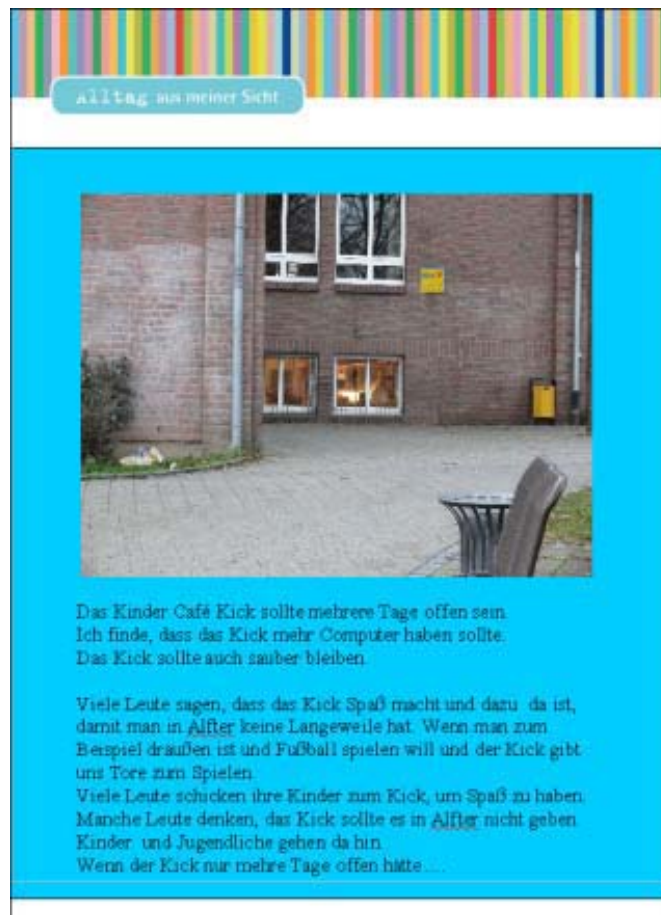 alltag aus meiner Sicht
Das Kinder Café Kick sollte mehrere Tage offen sein.
Ich finde, dass das Kick mehr Computer haben sollte.
Das Kick sollte auch sauber bleiben.
Viele Leute sagen, dass das Kick Spaß macht und dazu da ist,
damit man in Alfter keine Langeweile hat. Wenn man zum
Beispiel draußen ist und Fußball spielen will und der Kick gibt
uns Tore zum Spielen.
Viele Leute schicken ihre Kinder zum Kick, um Spaß zu haben.
Manche Leute denken, das Kick sollte es in Alfter nicht geben.
Kinder und Jugendliche gehen da hin.
Wenn der Kick nur mehre Tage offen hätte.....